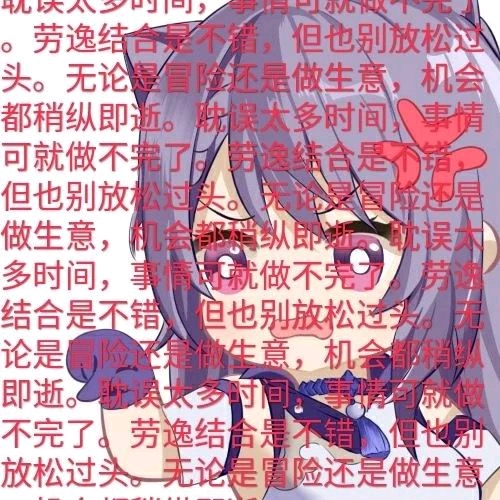 耽误太多时间，事情可就做不完了
。劳逸结合是不错，但也别放松过
头。无论是冒险还是做生意，机会
都稍纵即逝。耽误太多时间，事情
可就做不完了。劳逸结合是不错，
但也别放松过头。无论是冒险还是
做生意，机会都稍纵即逝。耽误太
多时间，事情可就做不完了。劳逸
结合是不错，但也别放松过头。无
论是冒险还是做生意，机会都稍纵
即逝。耽误太多时间，事情可就做
不完了。劳逸结合是不错，但也别
放松过头。无论是冒险还是做生意
，机会都稍纵即逝